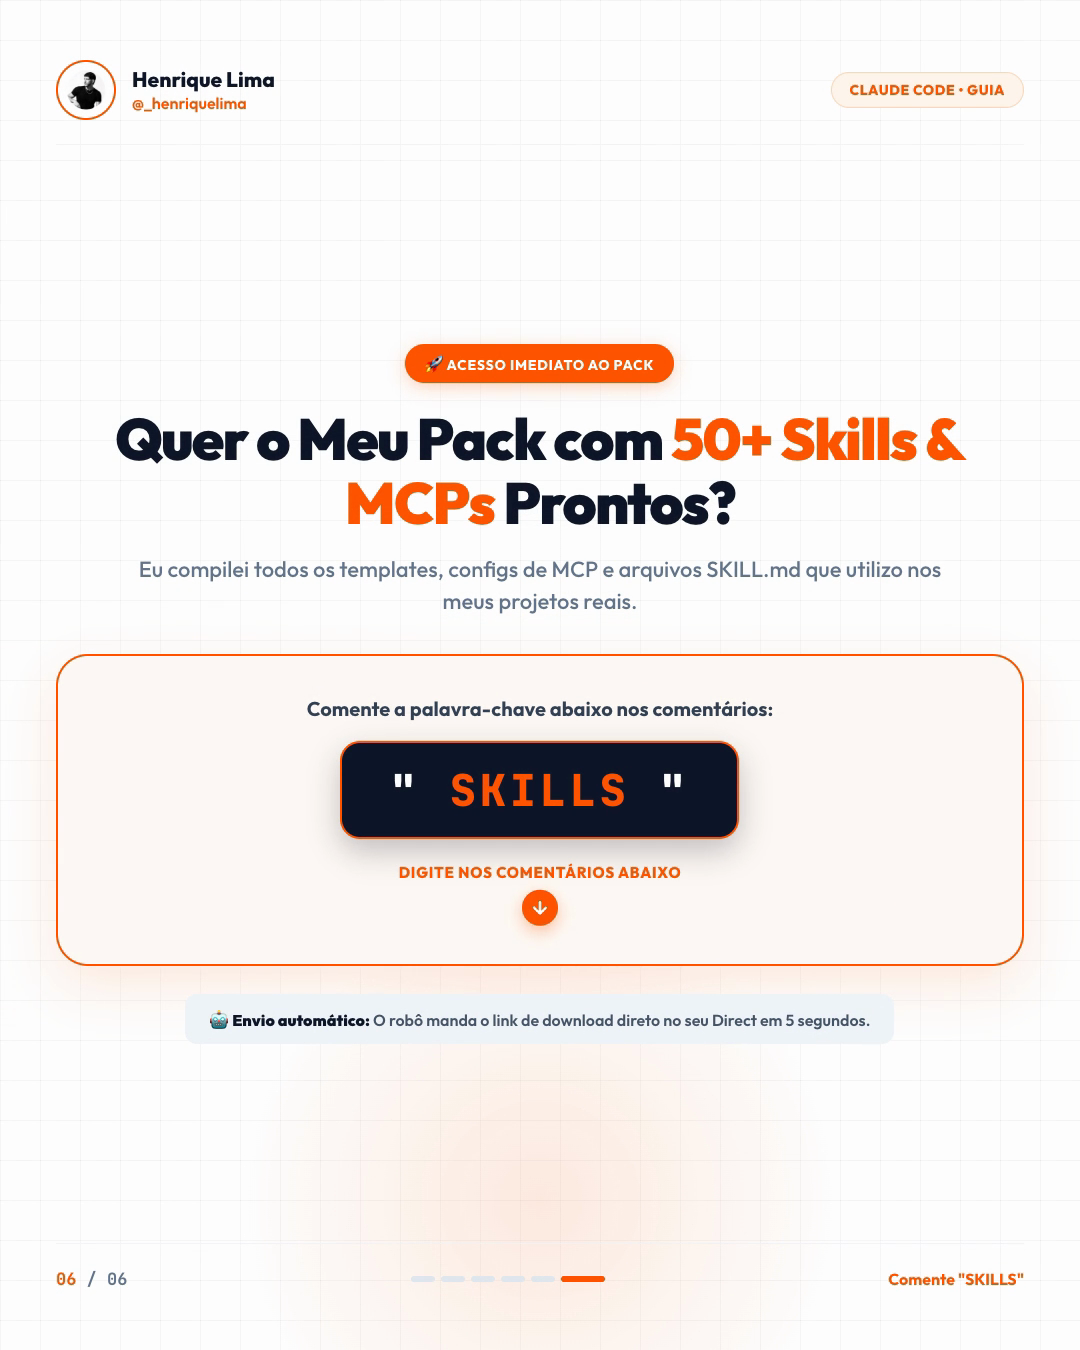 Henrique Lima
@_henriquelima
CLAUDE CODE • GUIA
🚀 ACESSO IMEDIATO AO PACK
Quer o Meu Pack com 50+ Skills &
MCPs Prontos?
Eu compilei todos os templates, configs de MCP e arquivos SKILL.md que utilizo nos
meus projetos reais.
Comente a palavra-chave abaixo nos comentários:
" SKILLS "
DIGITE NOS COMENTÁRIOS ABAIXO
🤖 Envio automático: O robô manda o link de download direto no seu Direct em 5 segundos.
06 / 06
Comente "SKILLS"